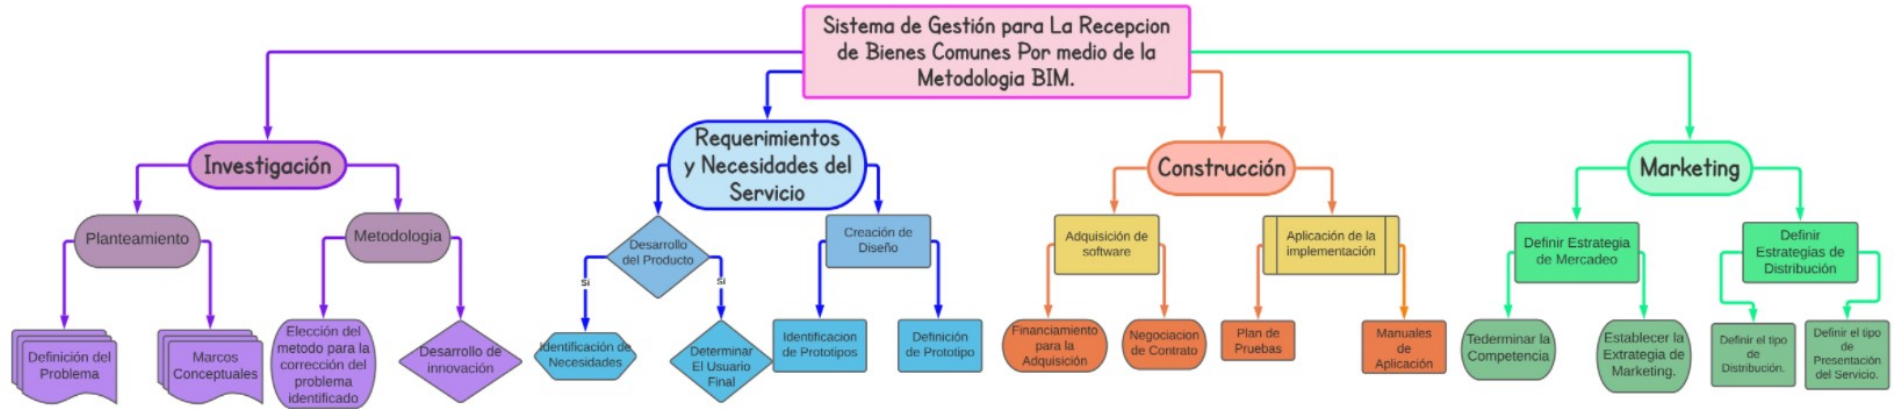 Sistema de Gestión para La Recepcion
de Bienes Comunes Por medio de la
Metodologia BIM.
Investigación
Requerimientos
y Necesidades del
Servicio
Construcción
Marketing
Planteamiento
Metodologia
Desarrollo
del Producto
Creación de
Diseño
Adquisición de
software
Aplicación de la
implementación
Definir Estrategia
de Mercadeo
Definir
Estrategias de
Distribución
Si
Si
Definición del
Problema
Marcos
Conceptuales
Elección del
metodo para la
corrección del
problema
identificado
Desarrollo de
innovación
Identificación de
Necesidades
Determinar
El Usuario
Final
Identificacion
de Prototipos
Definición
de Prototipo
Financiamiento
para la
Adquisición
Negociacion
de Contrato
Plan de
Pruebas
Manuales
de
Aplicación
Tederminar la
Competencia
Establecer la
Extrategia de
Marketing.
Definir el tipo
de
Distribución.
Definir el tipo
de
Presentación
del Servicio.